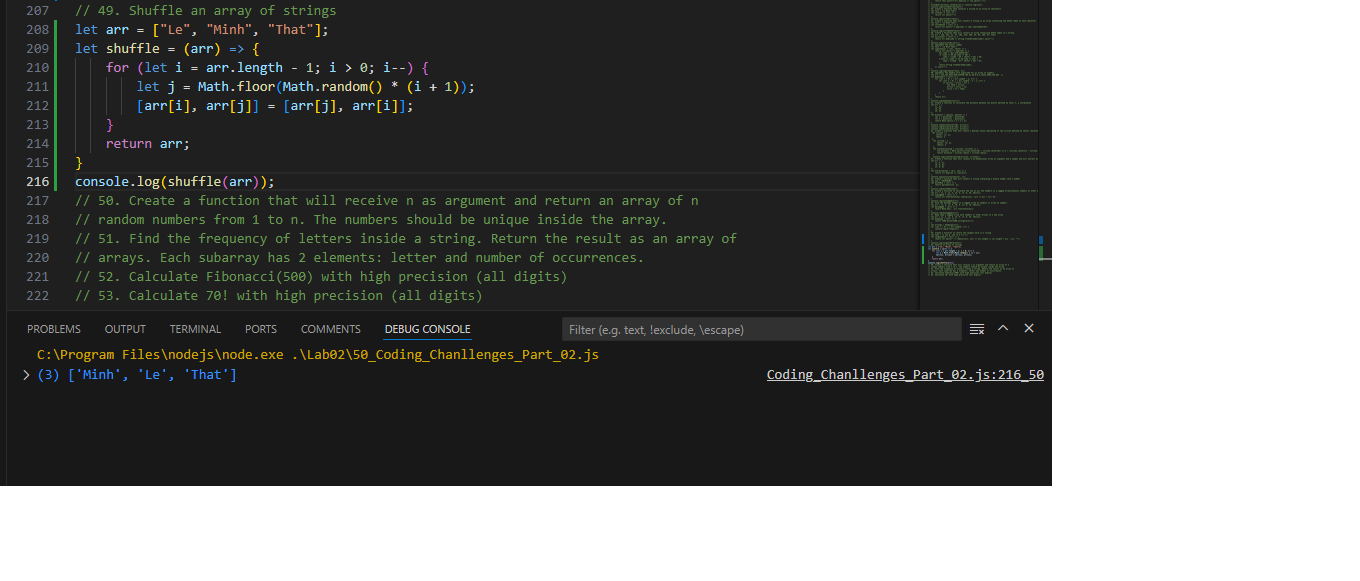 207 // 49. Shuffle an array of strings
208 let arr = ["Le", "Minh", "That"];
209 let shuffle = (arr) => {
210 for (let i = arr.length - 1; i > 0; i--) {
211 let j = Math.floor(Math.random() * (i + 1));
212 [arr[i], arr[j]] = [arr[j], arr[i]];
213 }
214 return arr;
215 }
216 console.log(shuffle(arr));
217 // 50. Create a function that will receive n as argument and return an array of n
218 // random numbers from 1 to n. The numbers should be unique inside the array.
219 // 51. Find the frequency of letters inside a string. Return the result as an array of
220 // arrays. Each subarray has 2 elements: letter and number of occurrences.
221 // 52. Calculate Fibonacci(500) with high precision (all digits)
222 // 53. Calculate 70! with high precision (all digits)
PROBLEMS OUTPUT TERMINAL PORTS COMMENTS DEBUG CONSOLE Filter (e.g. text, !exclude, \escape)
C:\Program Files\nodejs\node.exe .\Lab02\50_Coding_Chanllenges_Part_02.js
> (3) ['Minh', 'Le', 'That'] Coding_Chanllenges_Part_02.js:216_50